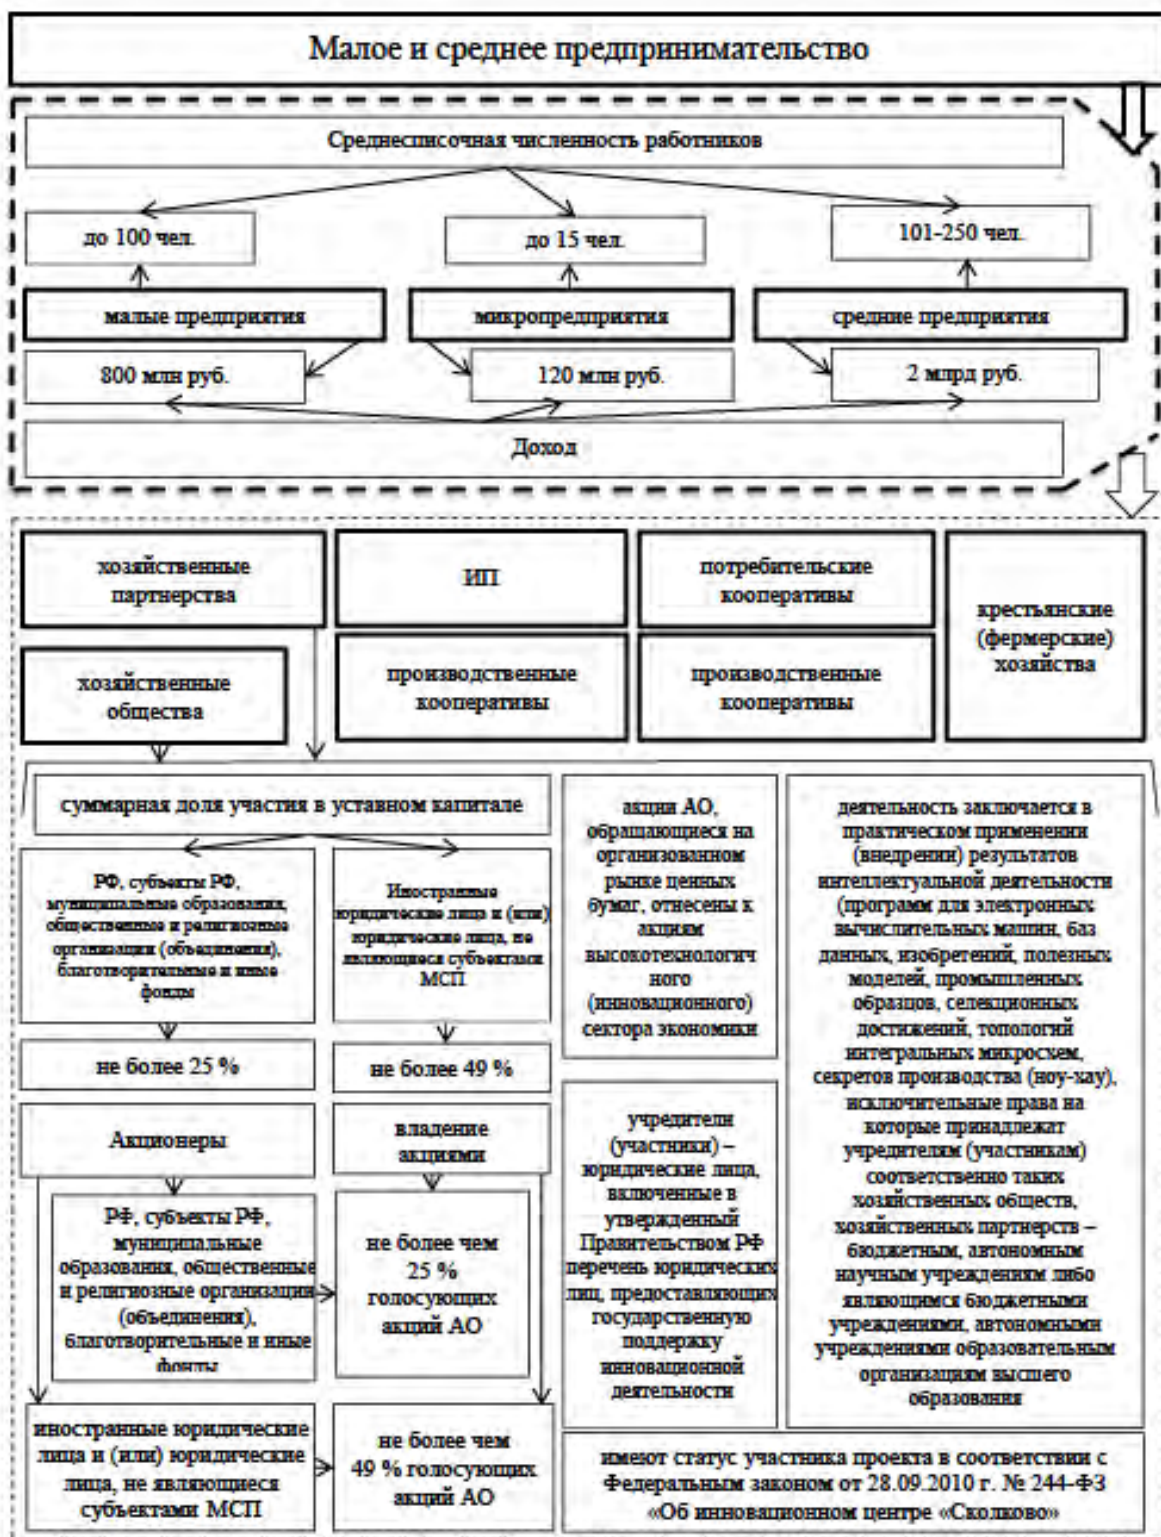 Малое и среднее предпринимательство
Среднесписочная численность работников
до 100 чел.
до 15 чел.
101-250 чел.
малые предприятия
микропредприятия
средние предприятия
800 млн руб.
120 млн руб.
2 млрд руб.
Доход
хозяйственные
партнерства
ИП
потребительские
кооперативы
крестьянские
(фермерские)
хозяйства
хозяйственные
общества
производственные
кооперативы
производственные
кооперативы
суммарная доля участия в уставном капитале
РФ, субъекты РФ,
муниципальные образования,
общественные и религиозные
организации (объединения),
благотворительные и иные
фонды
Иностранные
юридические лица и (или)
юридические лица, не
являющиеся субъектами
МСП
не более 25 %
не более 49 %
Акционеры
владение
акциями
РФ, субъекты РФ,
муниципальные
образования, общественные
и религиозные организации
(объединения),
благотворительные и иные
фонды
не более чем
25 %
голосующих
акций АО
иностранные юридические
лица и (или) юридические
лица, не являющиеся
субъектами МСП
не более чем
49 % голосующих
акций АО
акции АО,
обращающиеся на
организованном
рынке ценных
бумаг, отнесены к
акциям
высокотехнологич
ного
(инновационного)
сектора экономики
учредители
(участники) –
юридические лица,
включенные в
утвержденный
Правительством РФ
перечень юридических
лиц, предоставляющих
государственную
поддержку
инновационной
деятельности
деятельность заключается в
практическом применении
(внедрении) результатов
интеллектуальной деятельности
(программ для электронных
вычислительных машин, баз
данных, изобретений, полезных
моделей, промышленных
образцов, селекционных
достижений, топологий
интегральных микросхем,
секретов производства (ноу-хау),
исключительные права на
которые принадлежат
учредителям (участникам)
соответственно таких
хозяйственных обществ,
хозяйственных партнерств –
бюджетным, автономным
научным учреждениям либо
являющимся бюджетными
учреждениями, автономными
учреждениями образовательным
организациям высшего
образования
имеют статус участника проекта в соответствии с
Федеральным законом от 28.09.2010 г. № 244-ФЗ
«Об инновационном центре «Сколково»